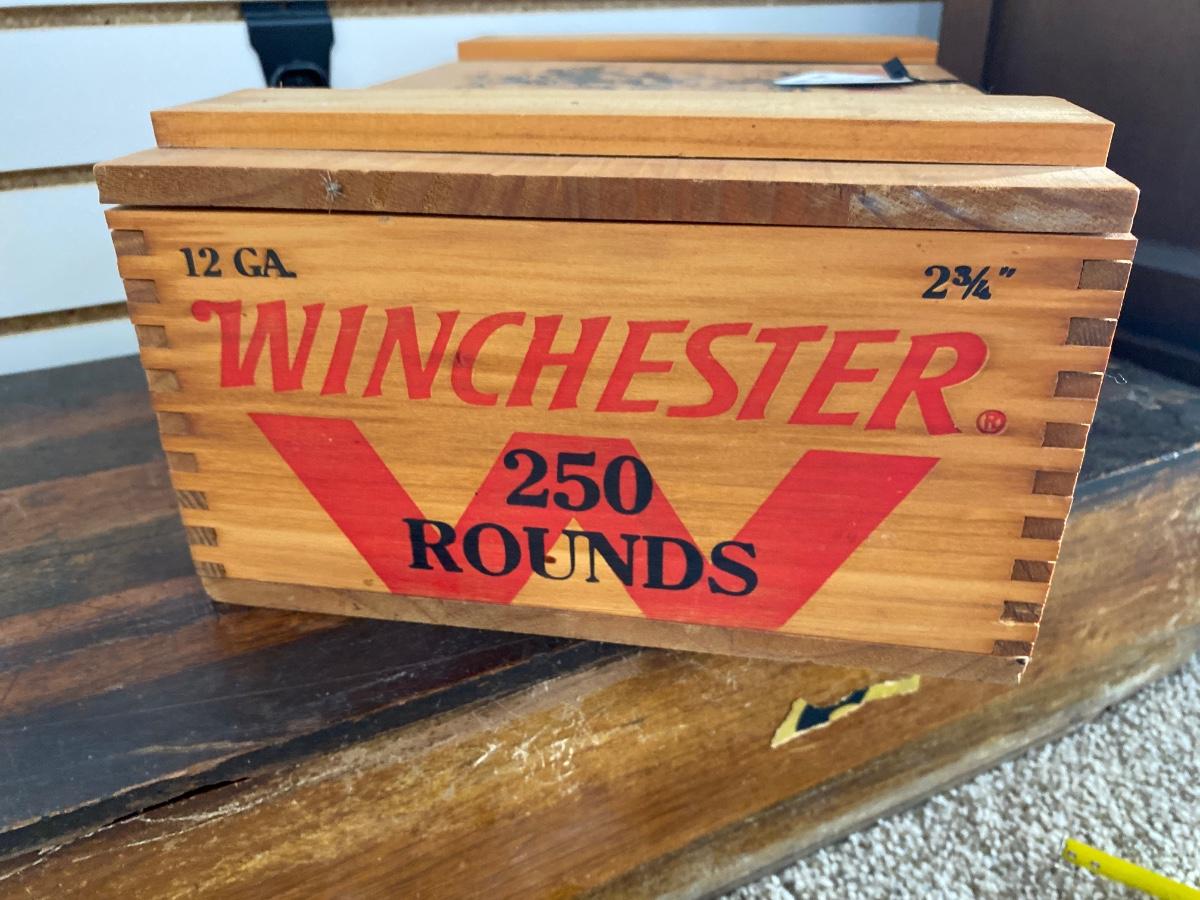 12 GA.
2¾"
WINCHESTER®
250
ROUNDS